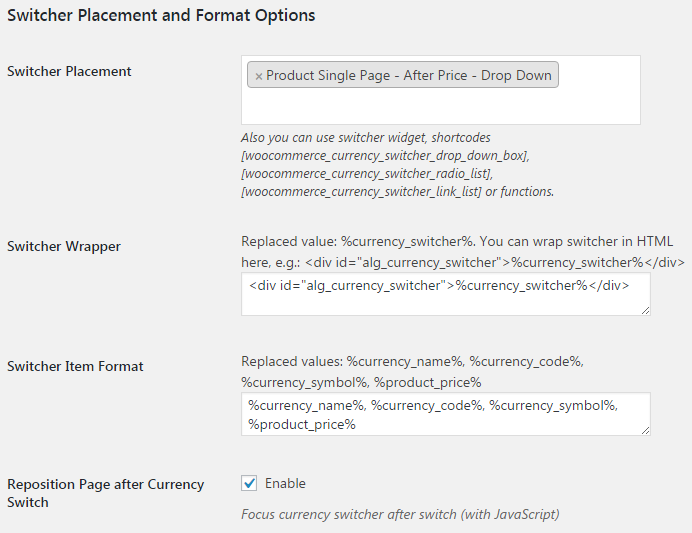 Switcher Placement and Format Options
Switcher Placement
× Product Single Page - After Price - Drop Down
Also you can use switcher widget, shortcodes
[woocommerce_currency_switcher_drop_down_box],
[woocommerce_currency_switcher_radio_list],
[woocommerce_currency_switcher_link_list] or functions.
Switcher Wrapper
Replaced value: %currency_switcher%. You can wrap switcher in HTML
here, e.g.: <div id="alg_currency_switcher">%currency_switcher%</div>
<div id="alg_currency_switcher">%currency_switcher%</div>
Switcher Item Format
Replaced values: %currency_name%, %currency_code%,
%currency_symbol%, %product_price%
%currency_name%, %currency_code%, %currency_symbol%,
%product_price%
Reposition Page after Currency
Switch
Enable
Focus currency switcher after switch (with JavaScript)